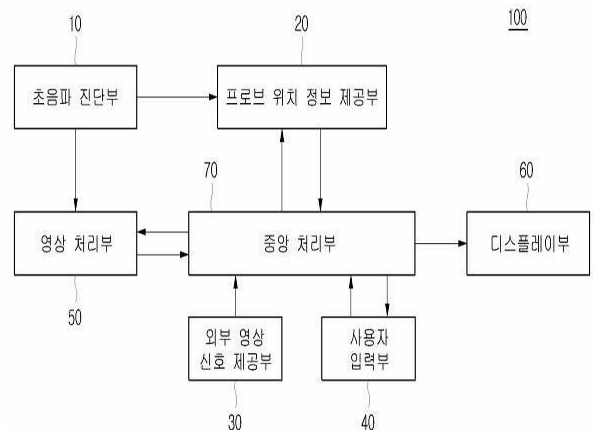 100
10
20
초음파 진단부
프로브 위치 정보 제공부
70
60
영상 처리부
중앙 처리부
디스플레이부
50
외부 영상
신호 제공부
사용자
입력부
30
40